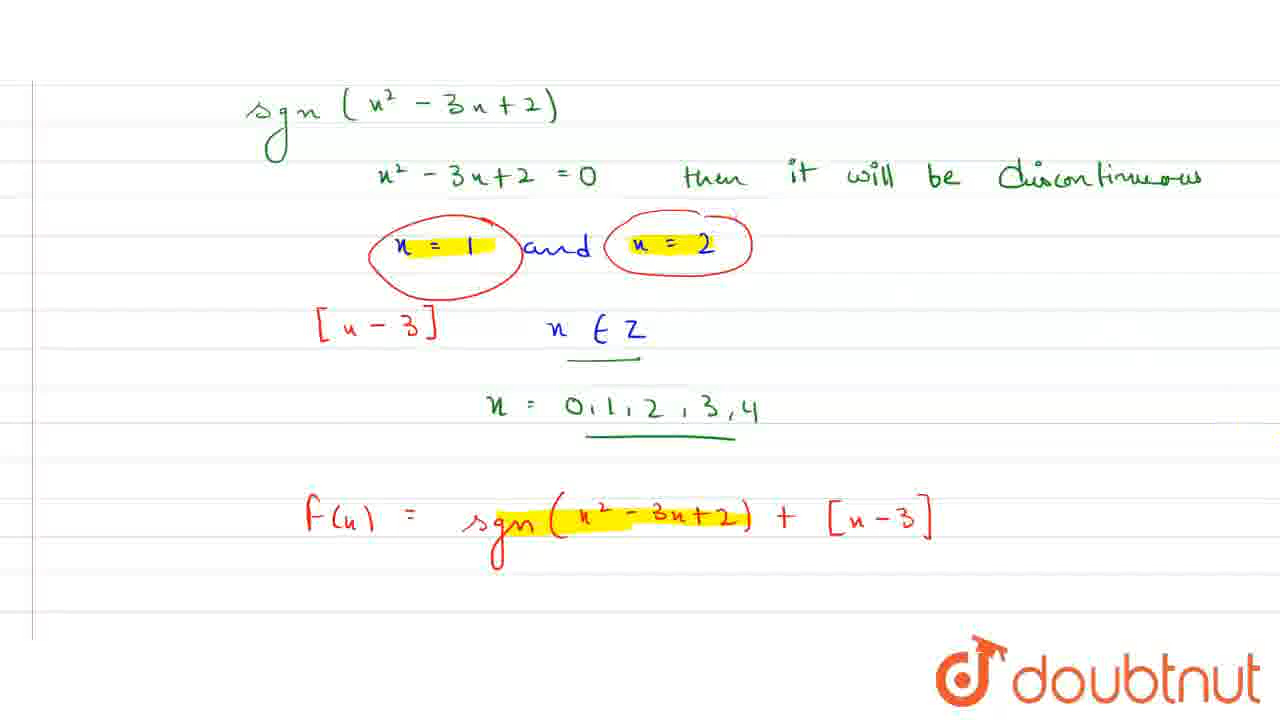 sgn (x² - 3x + 2)
x² - 3x + 2 = 0 then it will be discontinuous
x = 1 and x = 2
[x - 3] x ∈ Z
x = 0, 1, 2, 3, 4
f(x) = sgn (x² - 3x + 2) + [x - 3]
doubtnut